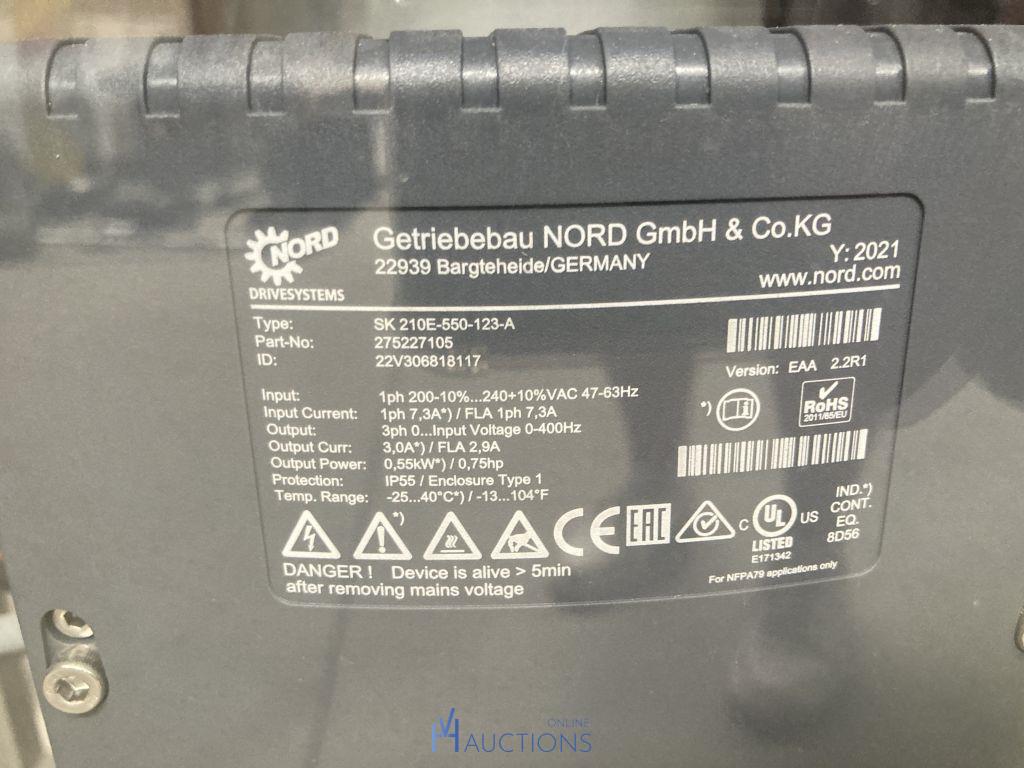 NORD
DRIVESYSTEMS
Getriebebau NORD GmbH & Co.KG
22939 Bargteheide/GERMANY
Y: 2021
www.nord.com
Type: SK 210E-550-123-A
Part-No: 275227105
ID: 22V306818117
Version: EAA 2.2R1
Input: 1ph 200-10%...240+10%VAC 47-63Hz
Input Current: 1ph 7,3A*) / FLA 1ph 7,3A
Output: 3ph 0...Input Voltage 0-400Hz
Output Curr: 3,0A*) / FLA 2,9A
Output Power: 0,55kW*) / 0,75hp
Protection: IP55 / Enclosure Type 1
Temp. Range: -25...40°C*) / -13...104°F
*)
i
RoHS
2011/65/EU
*)
CE
EAC
C UL US
LISTED
E171342
IND.*)
CONT.
EQ.
8D56
DANGER ! Device is alive > 5min
after removing mains voltage
For NFPA79 applications only
V4 ONLINE
AUCTIONS